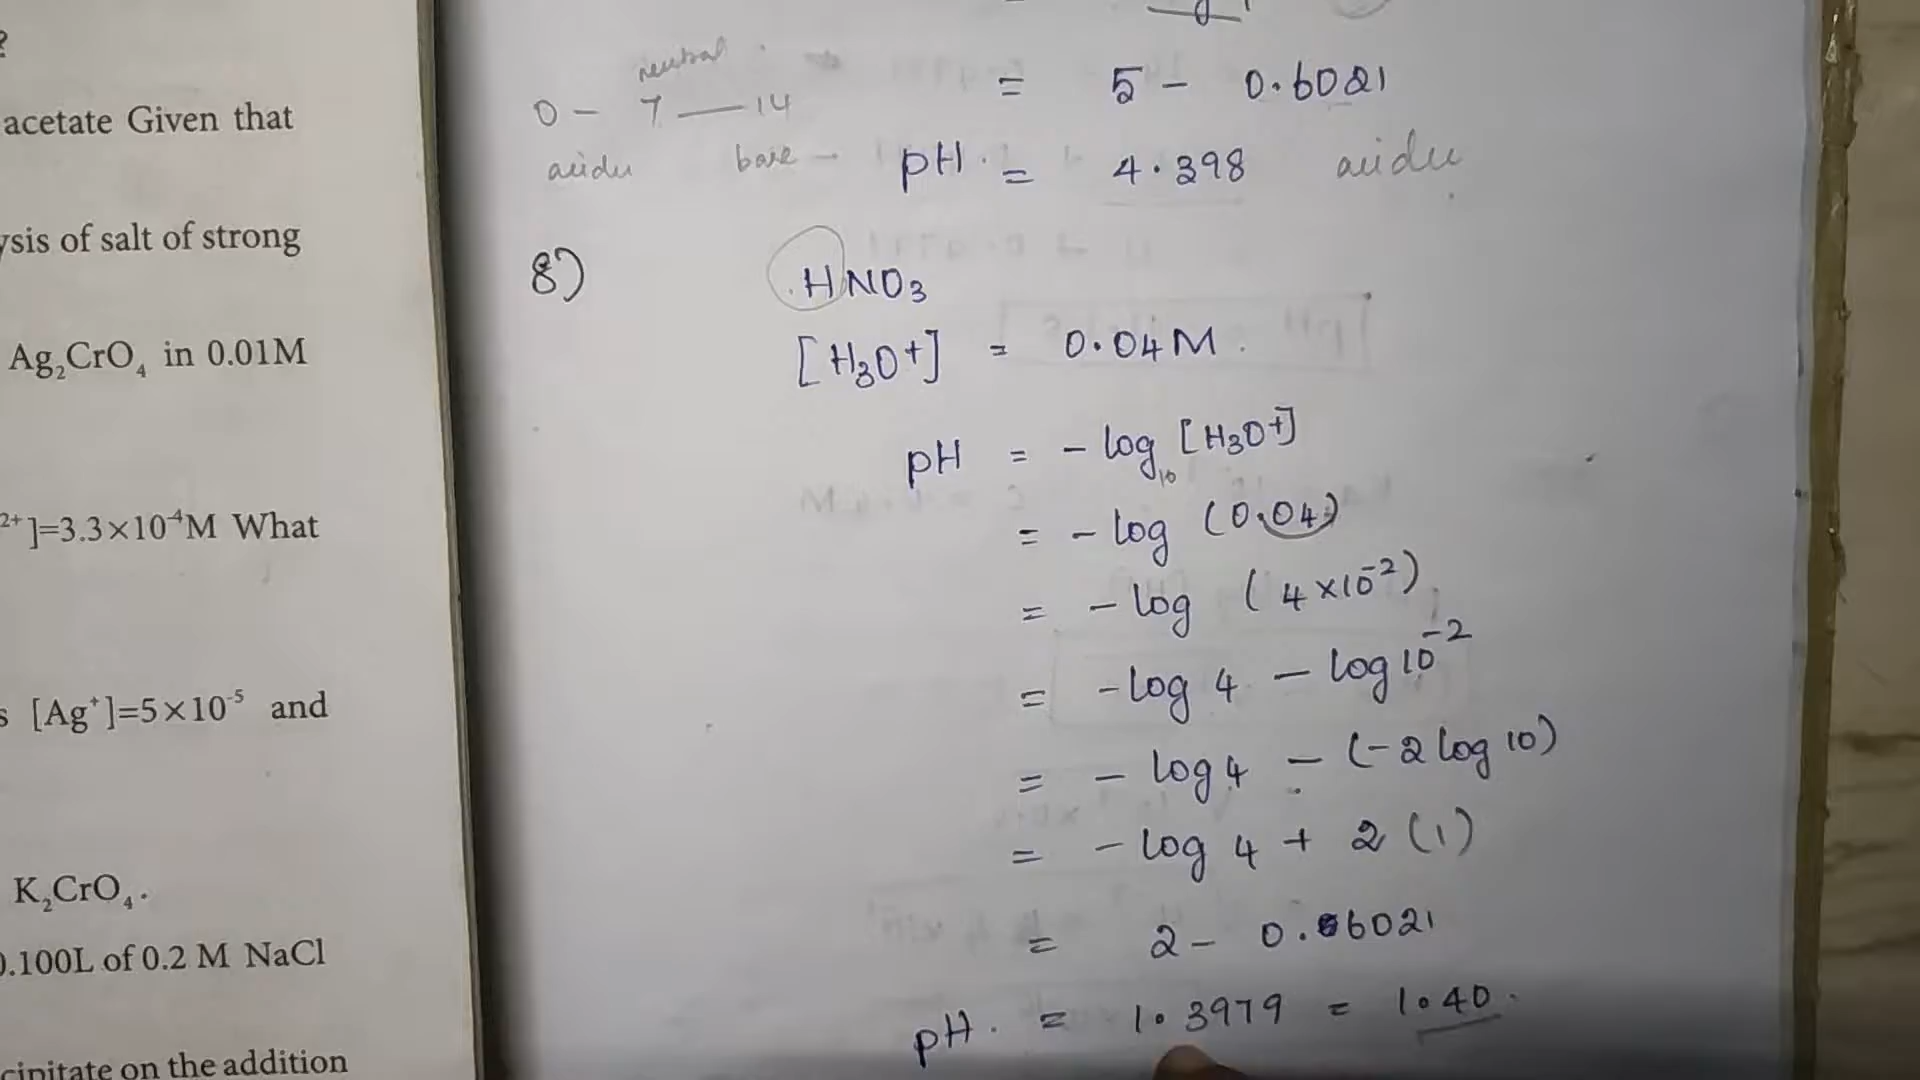 ?
acetate Given that
ysis of salt of strong
Ag₂CrO₄ in 0.01M
²⁺]=3.3×10⁻⁴M What
s [Ag⁺]=5×10⁻⁵ and
K₂CrO₄.
0.100L of 0.2 M NaCl
cipitate on the addition
neutral
0 – 7 — 14
base
= 5 - 0.6021
pH = 4.398
8) HNO₃
[H₃O+] = 0.04M.
pH = - log₁₀ [H₃O+]
= - log (0.04)
= - log (4 ×10⁻²)
= - log 4 - log 10⁻²
= - log 4 - (-2 log 10)
= - log 4 + 2 (1)
= 2 - 0.6021
pH. = 1.3979 = 1.40.